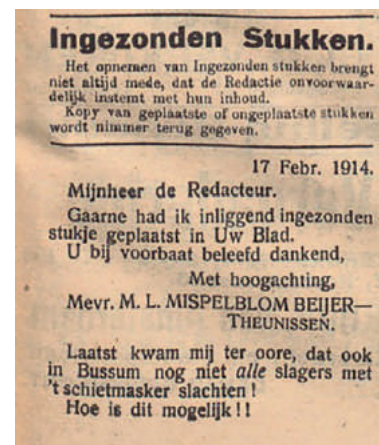 Ingezonden Stukken.
Het opnemen van Ingezonden stukken brengt
niet altijd mede, dat de Redactie onvoorwaar-
delijk instemt met hun inhoud.
Kopy van geplaatste of ongeplaatste stukken
wordt nimmer terug gegeven.
17 Febr. 1914.
Mijnheer de Redacteur.
Gaarne had ik inliggend ingezonden
stukje geplaatst in Uw Blad.
U bij voorbaat beleefd dankend,
Met hoogachting,
Mevr. M. L. MISPELBLOM BEIJER—
THEUNISSEN.
Laatst kwam mij ter oore, dat ook
in Bussum nog niet alle slagers met
't schietmasker slachten!
Hoe is dit mogelijk!!